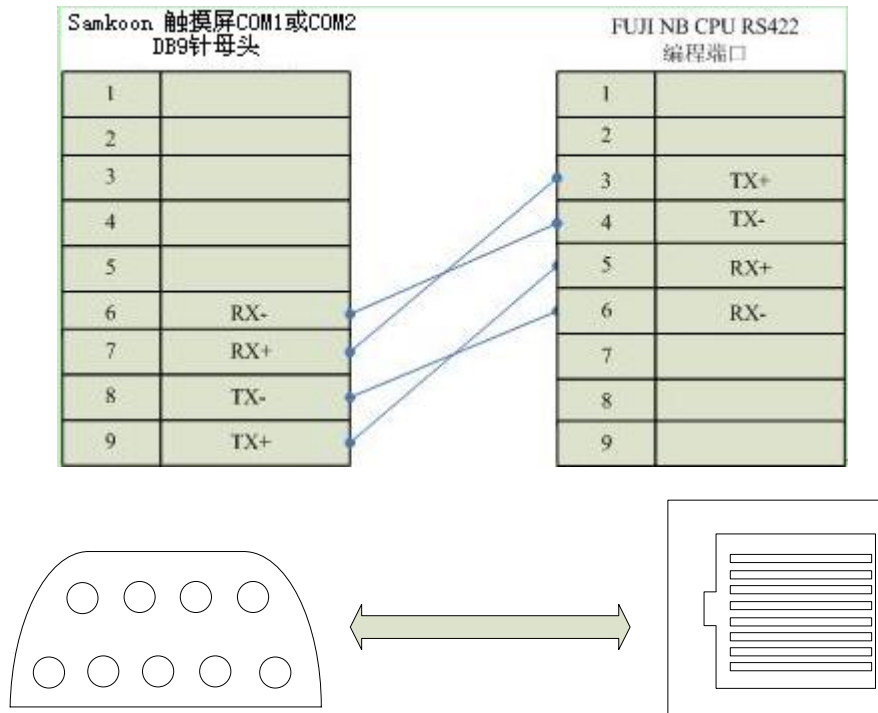 Samkoon 触摸屏COM1或COM2
DB9针母头
FUJI NB CPU RS422
编程端口
1
2
3
4
5
6 RX-
7 RX+
8 TX-
9 TX+
1
2
3 TX+
4 TX-
5 RX+
6 RX-
7
8
9